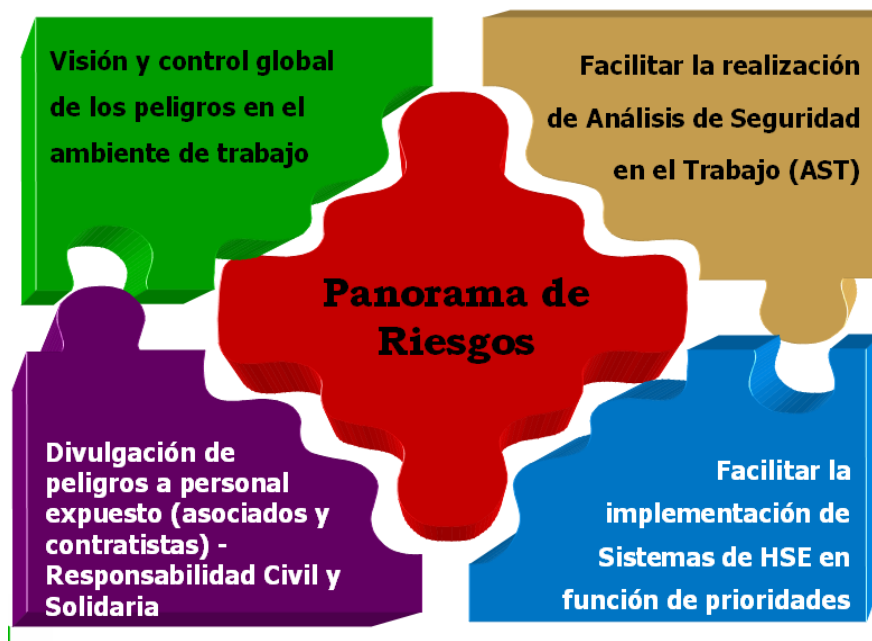 Visión y control global
de los peligros en el
ambiente de trabajo
Facilitar la realización
de Análisis de Seguridad
en el Trabajo (AST)
Panorama de
Riesgos
Divulgación de
peligros a personal
expuesto (asociados y
contratistas) -
Responsabilidad Civil y
Solidaria
Facilitar la
implementación de
Sistemas de HSE en
función de prioridades